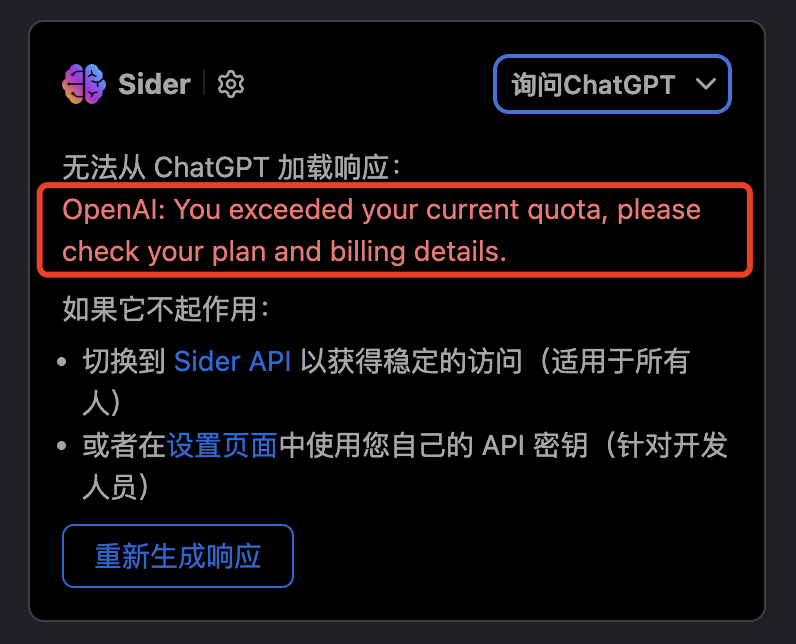 Sider
询问ChatGPT
无法从 ChatGPT 加载响应：
OpenAI: You exceeded your current quota, please
check your plan and billing details.
如果它不起作用：
• 切换到 Sider API 以获得稳定的访问（适用于所有
人）
• 或者在设置页面中使用您自己的 API 密钥（针对开发
人员）
重新生成响应